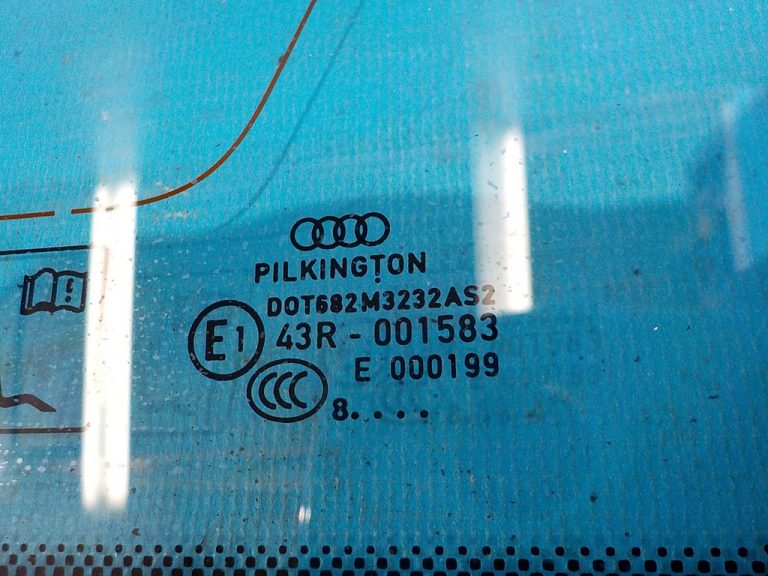 PILKINGTON
DOT682M3232AS2
E1 43R - 001583
E 000199
CCC 8....